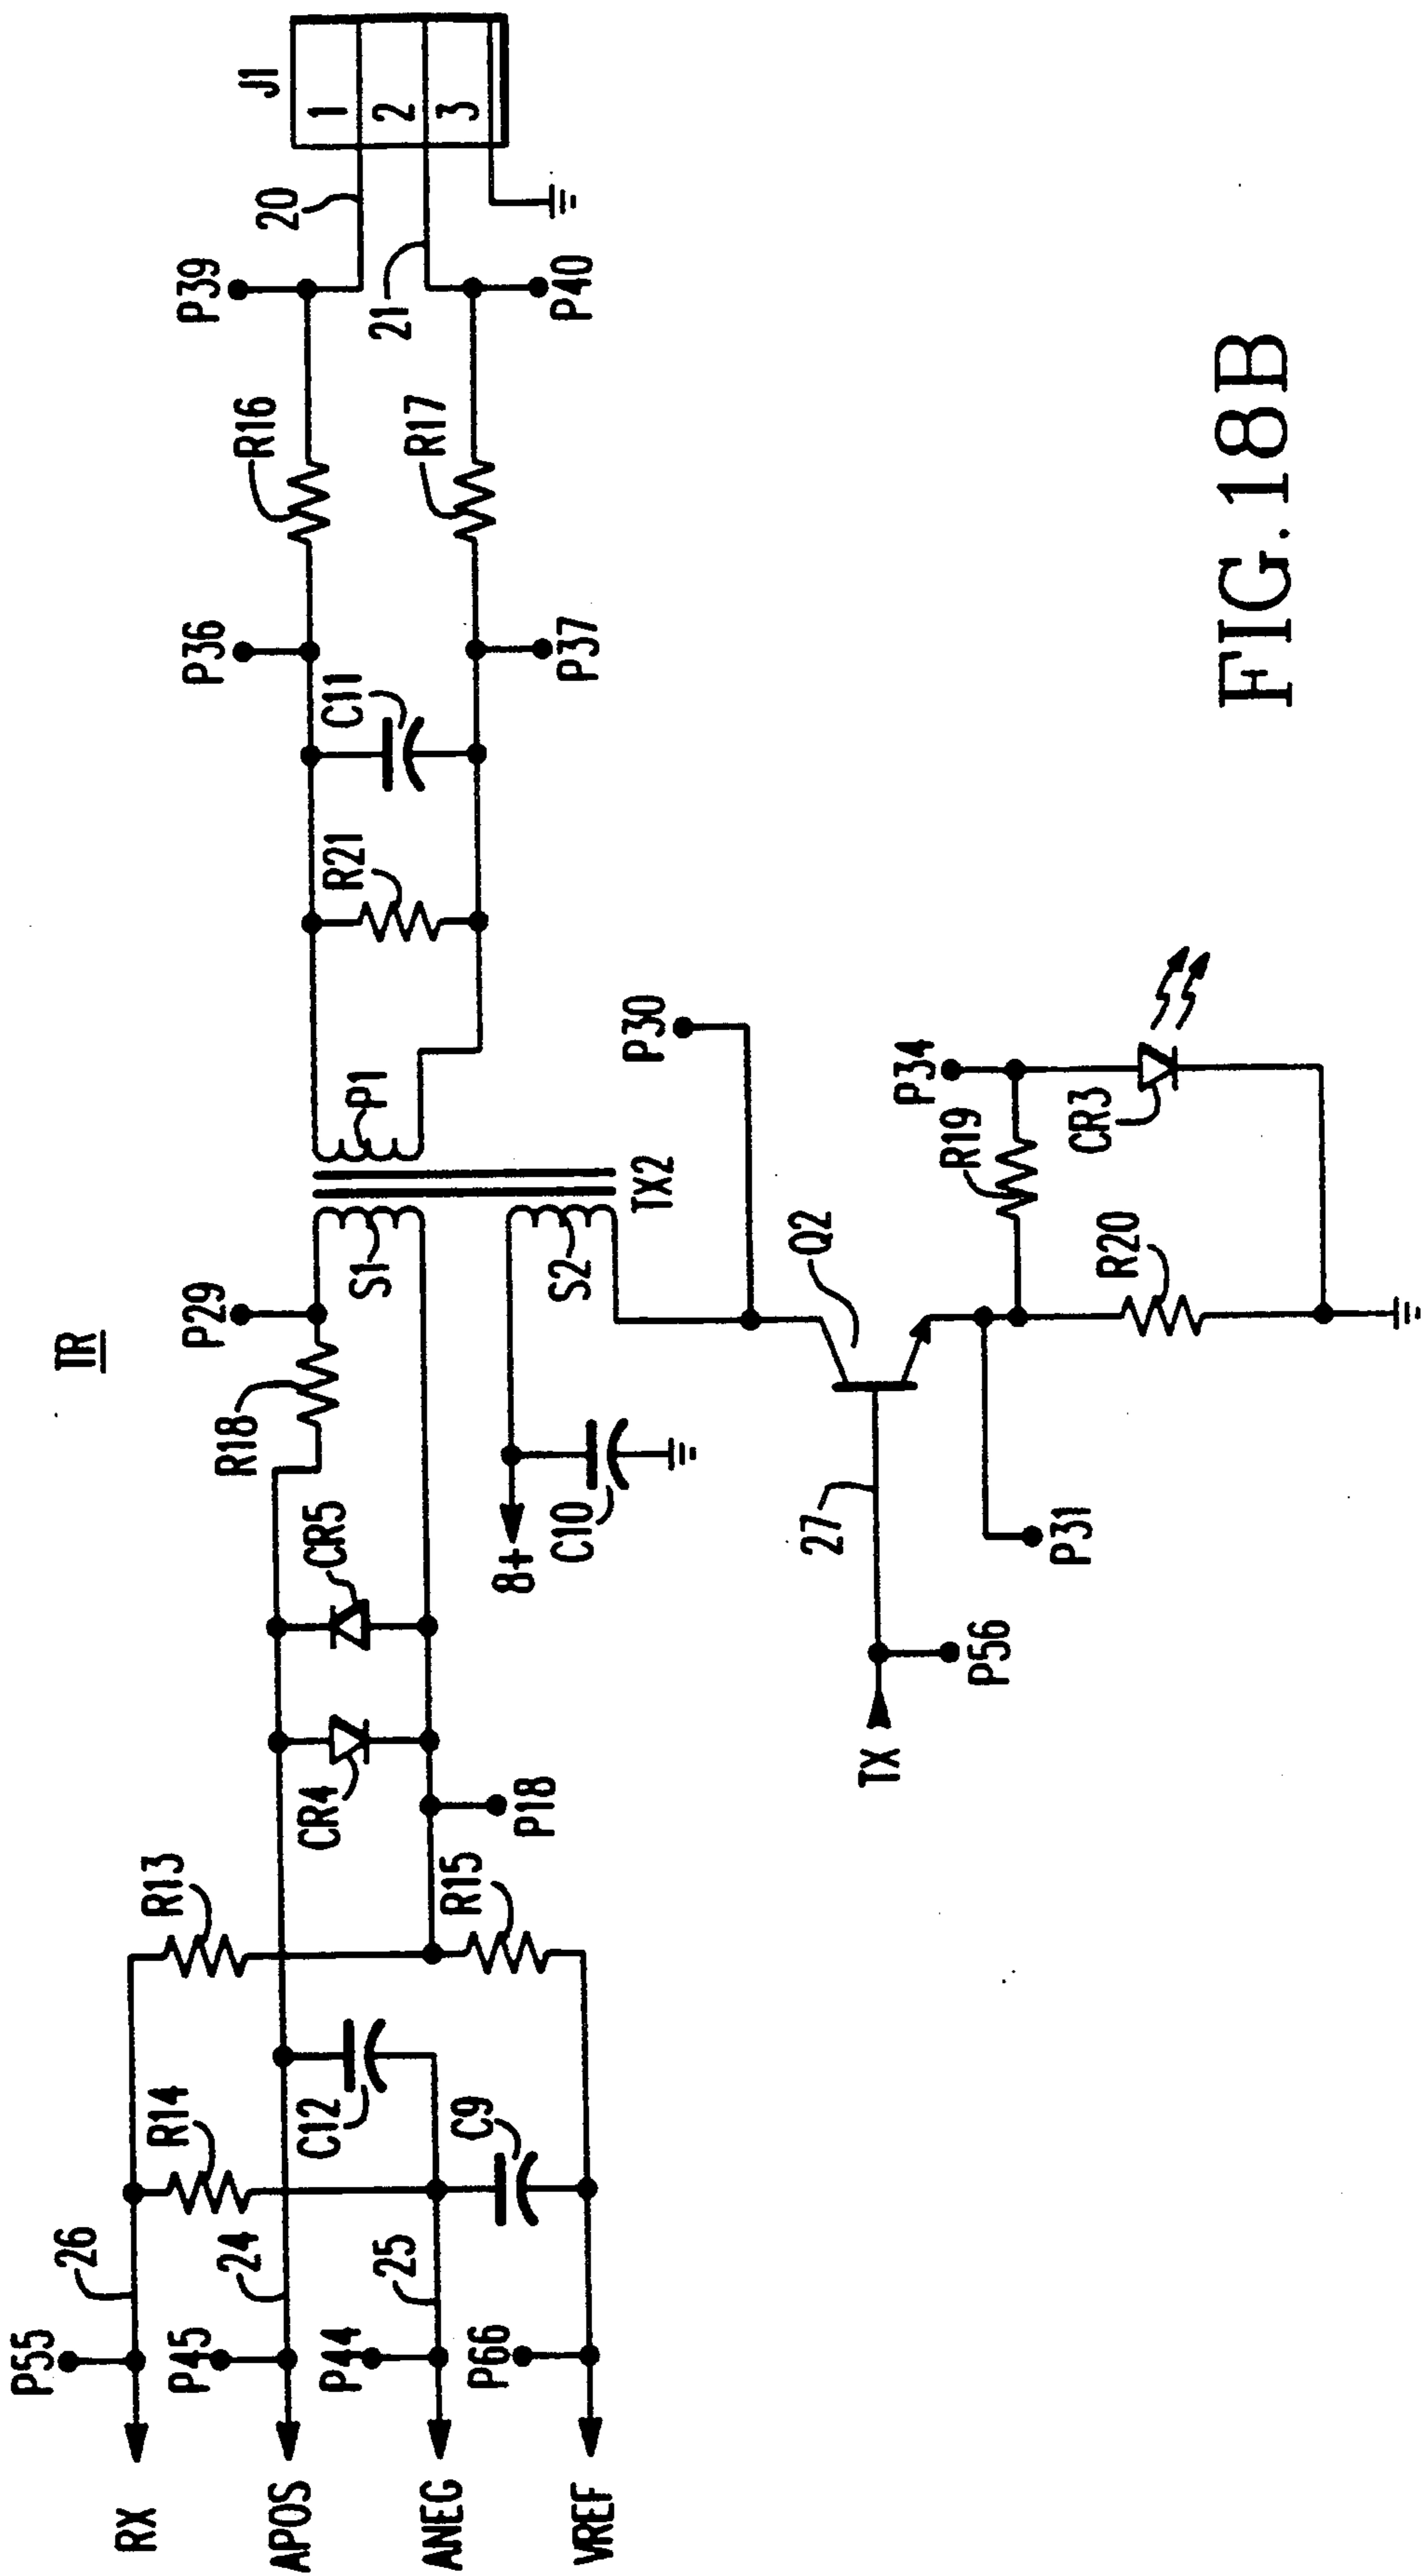 TR
P55
26
R14
R13
P29
P36
P39
20
J1
RX
P45
24
C12
CR4
CR5
R18
S1
P1
R21
C11
R16
1
APOS
P44
25
C9
R15
21
R17
2
ANEG
P66
P18
8+
C10
S2
TX2
P37
P40
3
VREF
P30
TX
27
Q2
P56
P31
R19
P34
R20
CR3
FIG. 18B